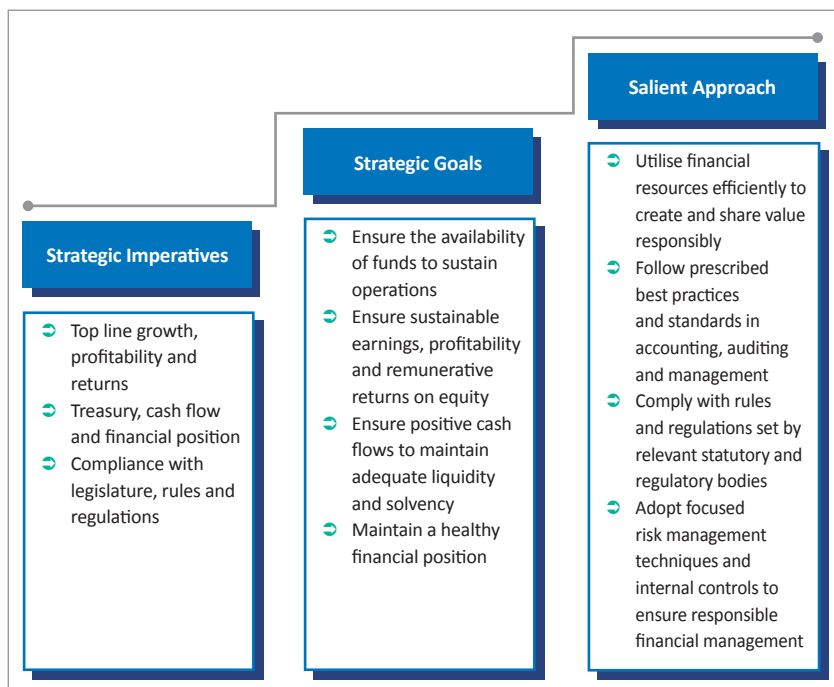 Strategic Imperatives
Top line growth,
profitability and
returns
Treasury, cash flow
and financial position
Compliance with
legislature, rules and
regulations
Strategic Goals
Ensure the availability
of funds to sustain
operations
Ensure sustainable
earnings, profitability
and remunerative
returns on equity
Ensure positive cash
flows to maintain
adequate liquidity
and solvency
Maintain a healthy
financial position
Salient Approach
Utilise financial
resources efficiently to
create and share value
responsibly
Follow prescribed
best practices
and standards in
accounting, auditing
and management
Comply with rules
and regulations set by
relevant statutory and
regulatory bodies
Adopt focused
risk management
techniques and
internal controls to
ensure responsible
financial management